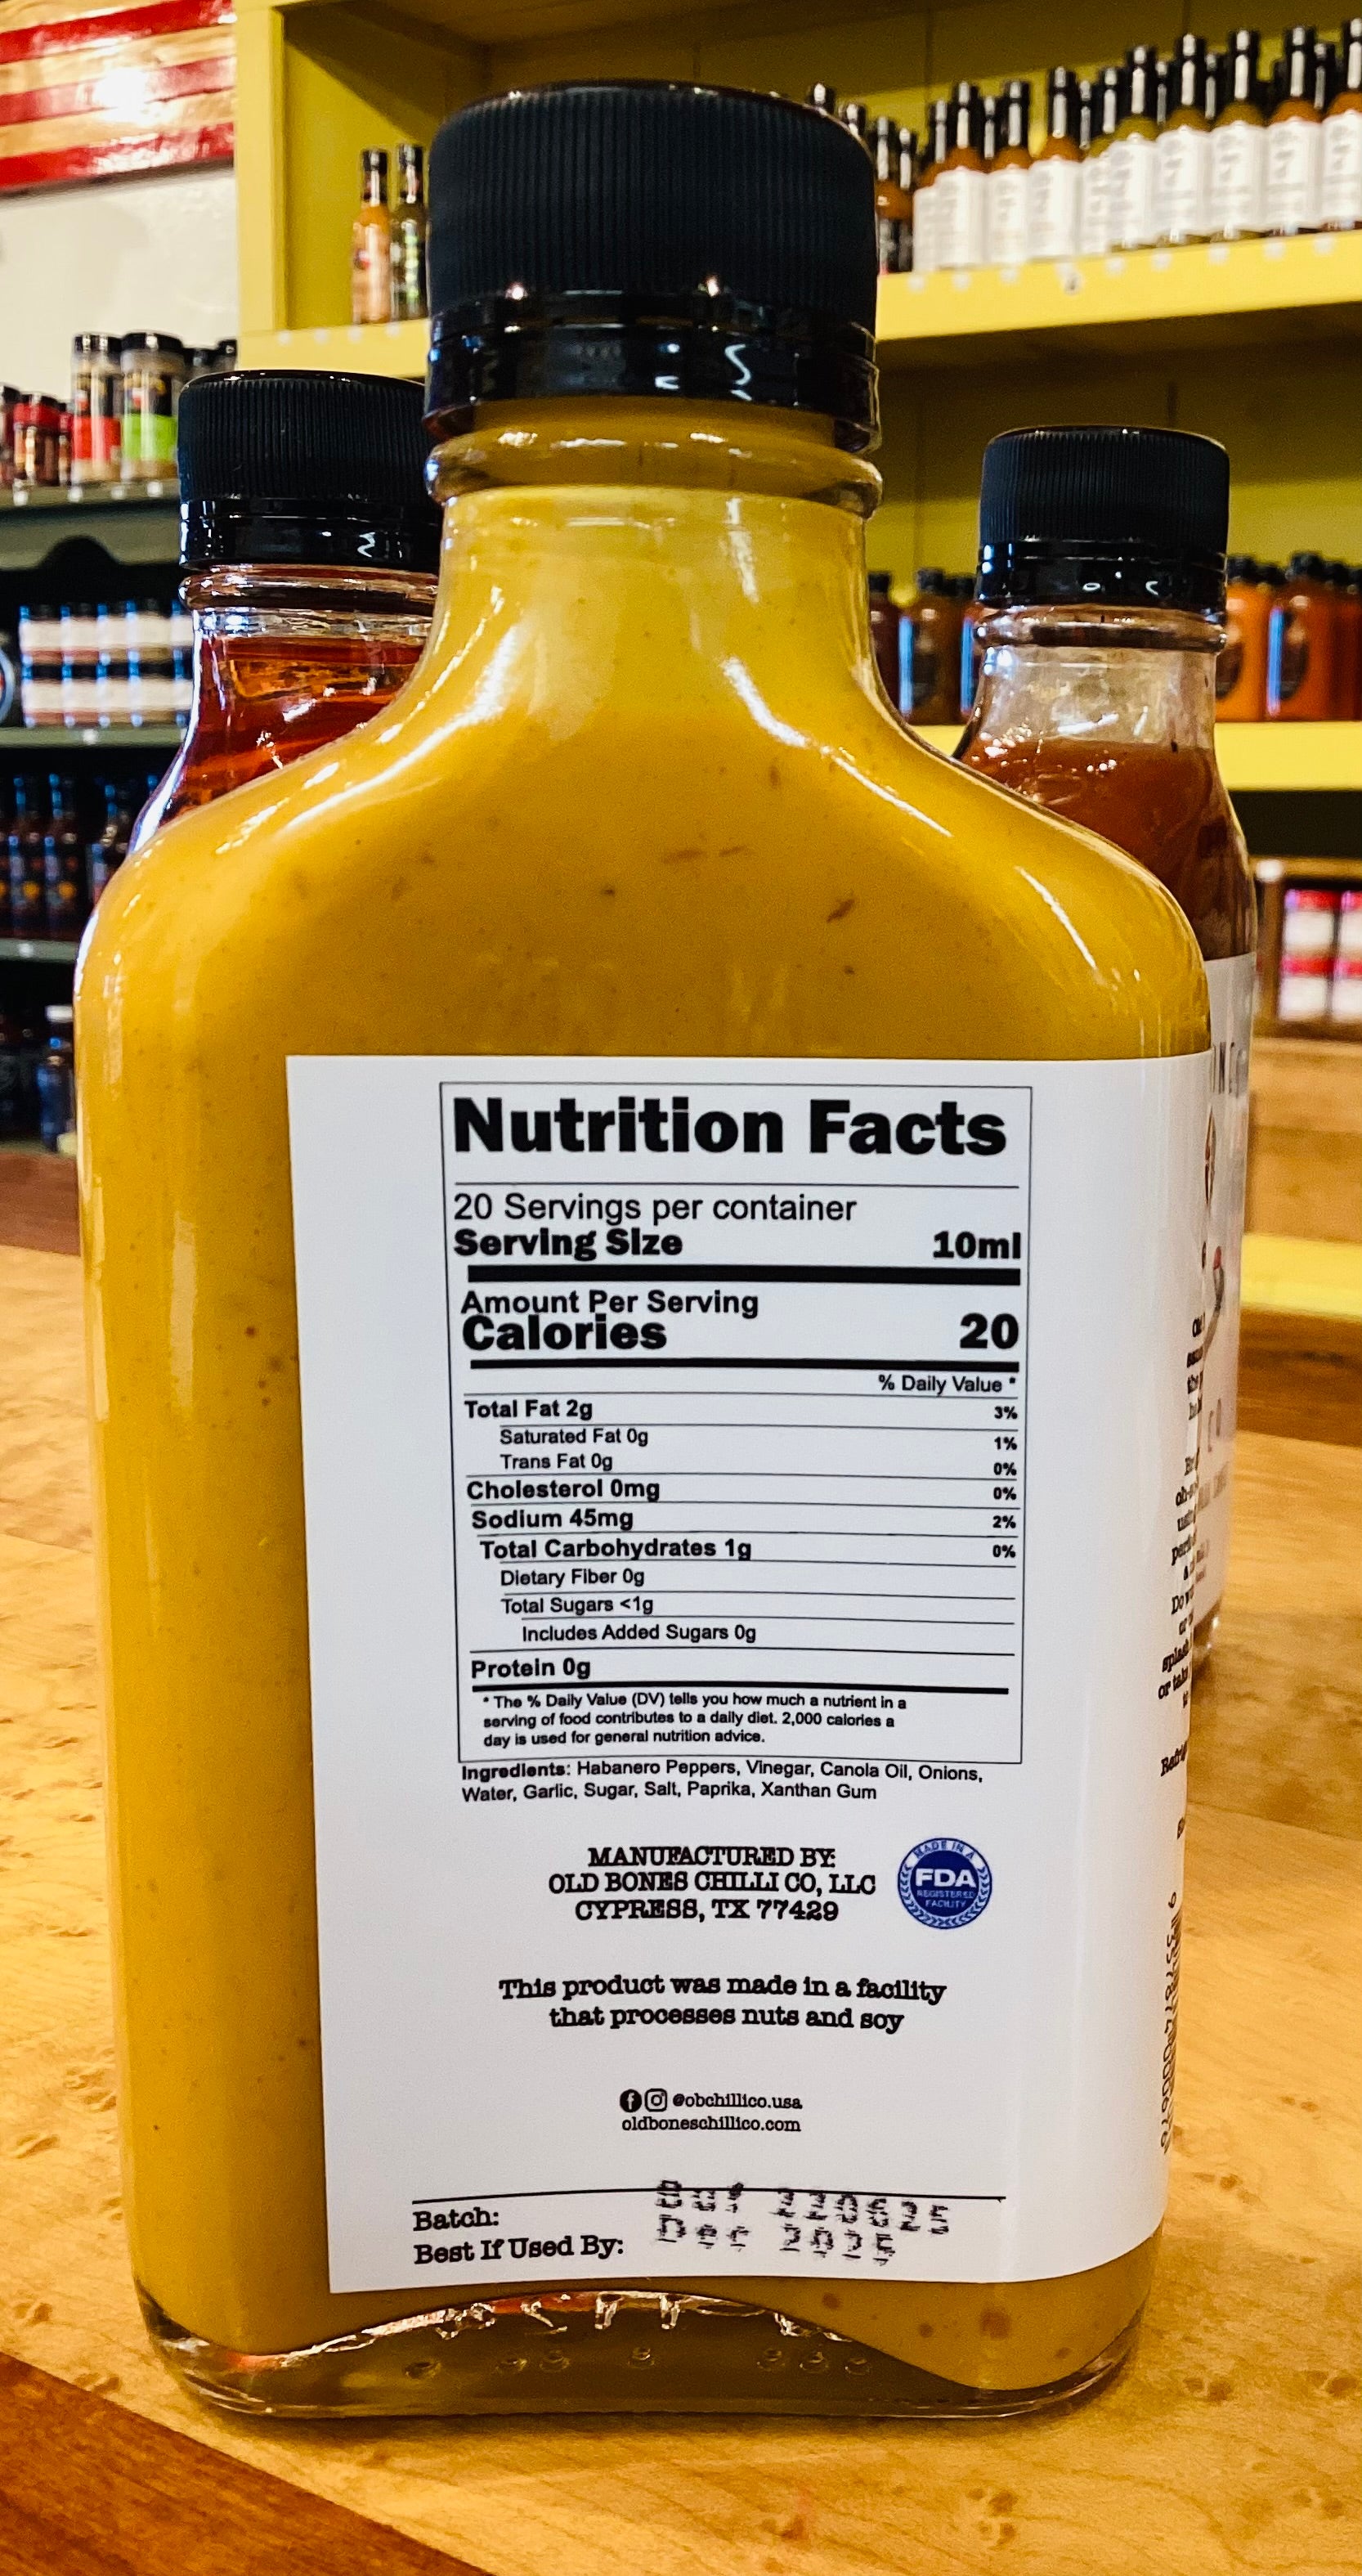 Nutrition Facts
20 Servings per container
Serving Size 10ml
Amount Per Serving
Calories 20
% Daily Value *
Total Fat 2g 3%
Saturated Fat 0g 1%
Trans Fat 0g 0%
Cholesterol 0mg 0%
Sodium 45mg 2%
Total Carbohydrates 1g 0%
Dietary Fiber 0g
Total Sugars <1g
Includes Added Sugars 0g
Protein 0g
* The % Daily Value (DV) tells you how much a nutrient in a
serving of food contributes to a daily diet. 2,000 calories a
day is used for general nutrition advice.
Ingredients: Habanero Peppers, Vinegar, Canola Oil, Onions,
Water, Garlic, Sugar, Salt, Paprika, Xanthan Gum
MANUFACTURED BY:
OLD BONES CHILLI CO, LLC
CYPRESS, TX 77429
MADE IN A
FDA
REGISTERED
FACILITY
This product was made in a facility
that processes nuts and soy
@obchillico.usa
oldboneschillico.com
Batch:
Best If Used By: Dec 2025